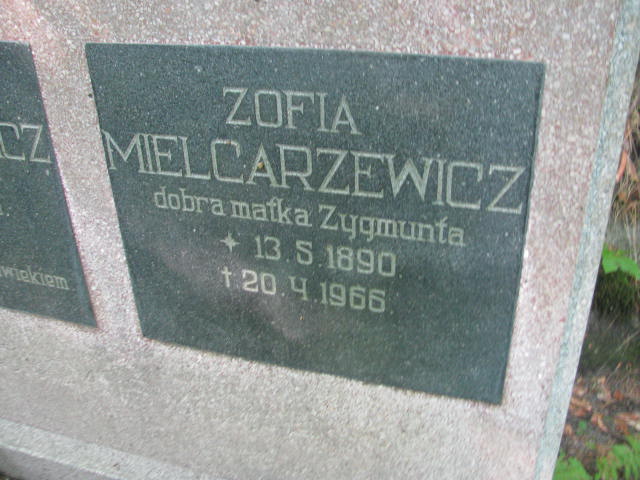 ZOFIA
MIELCARZEWICZ
dobra matka Zygmunta
* 13.5.1890
† 20.4.1966